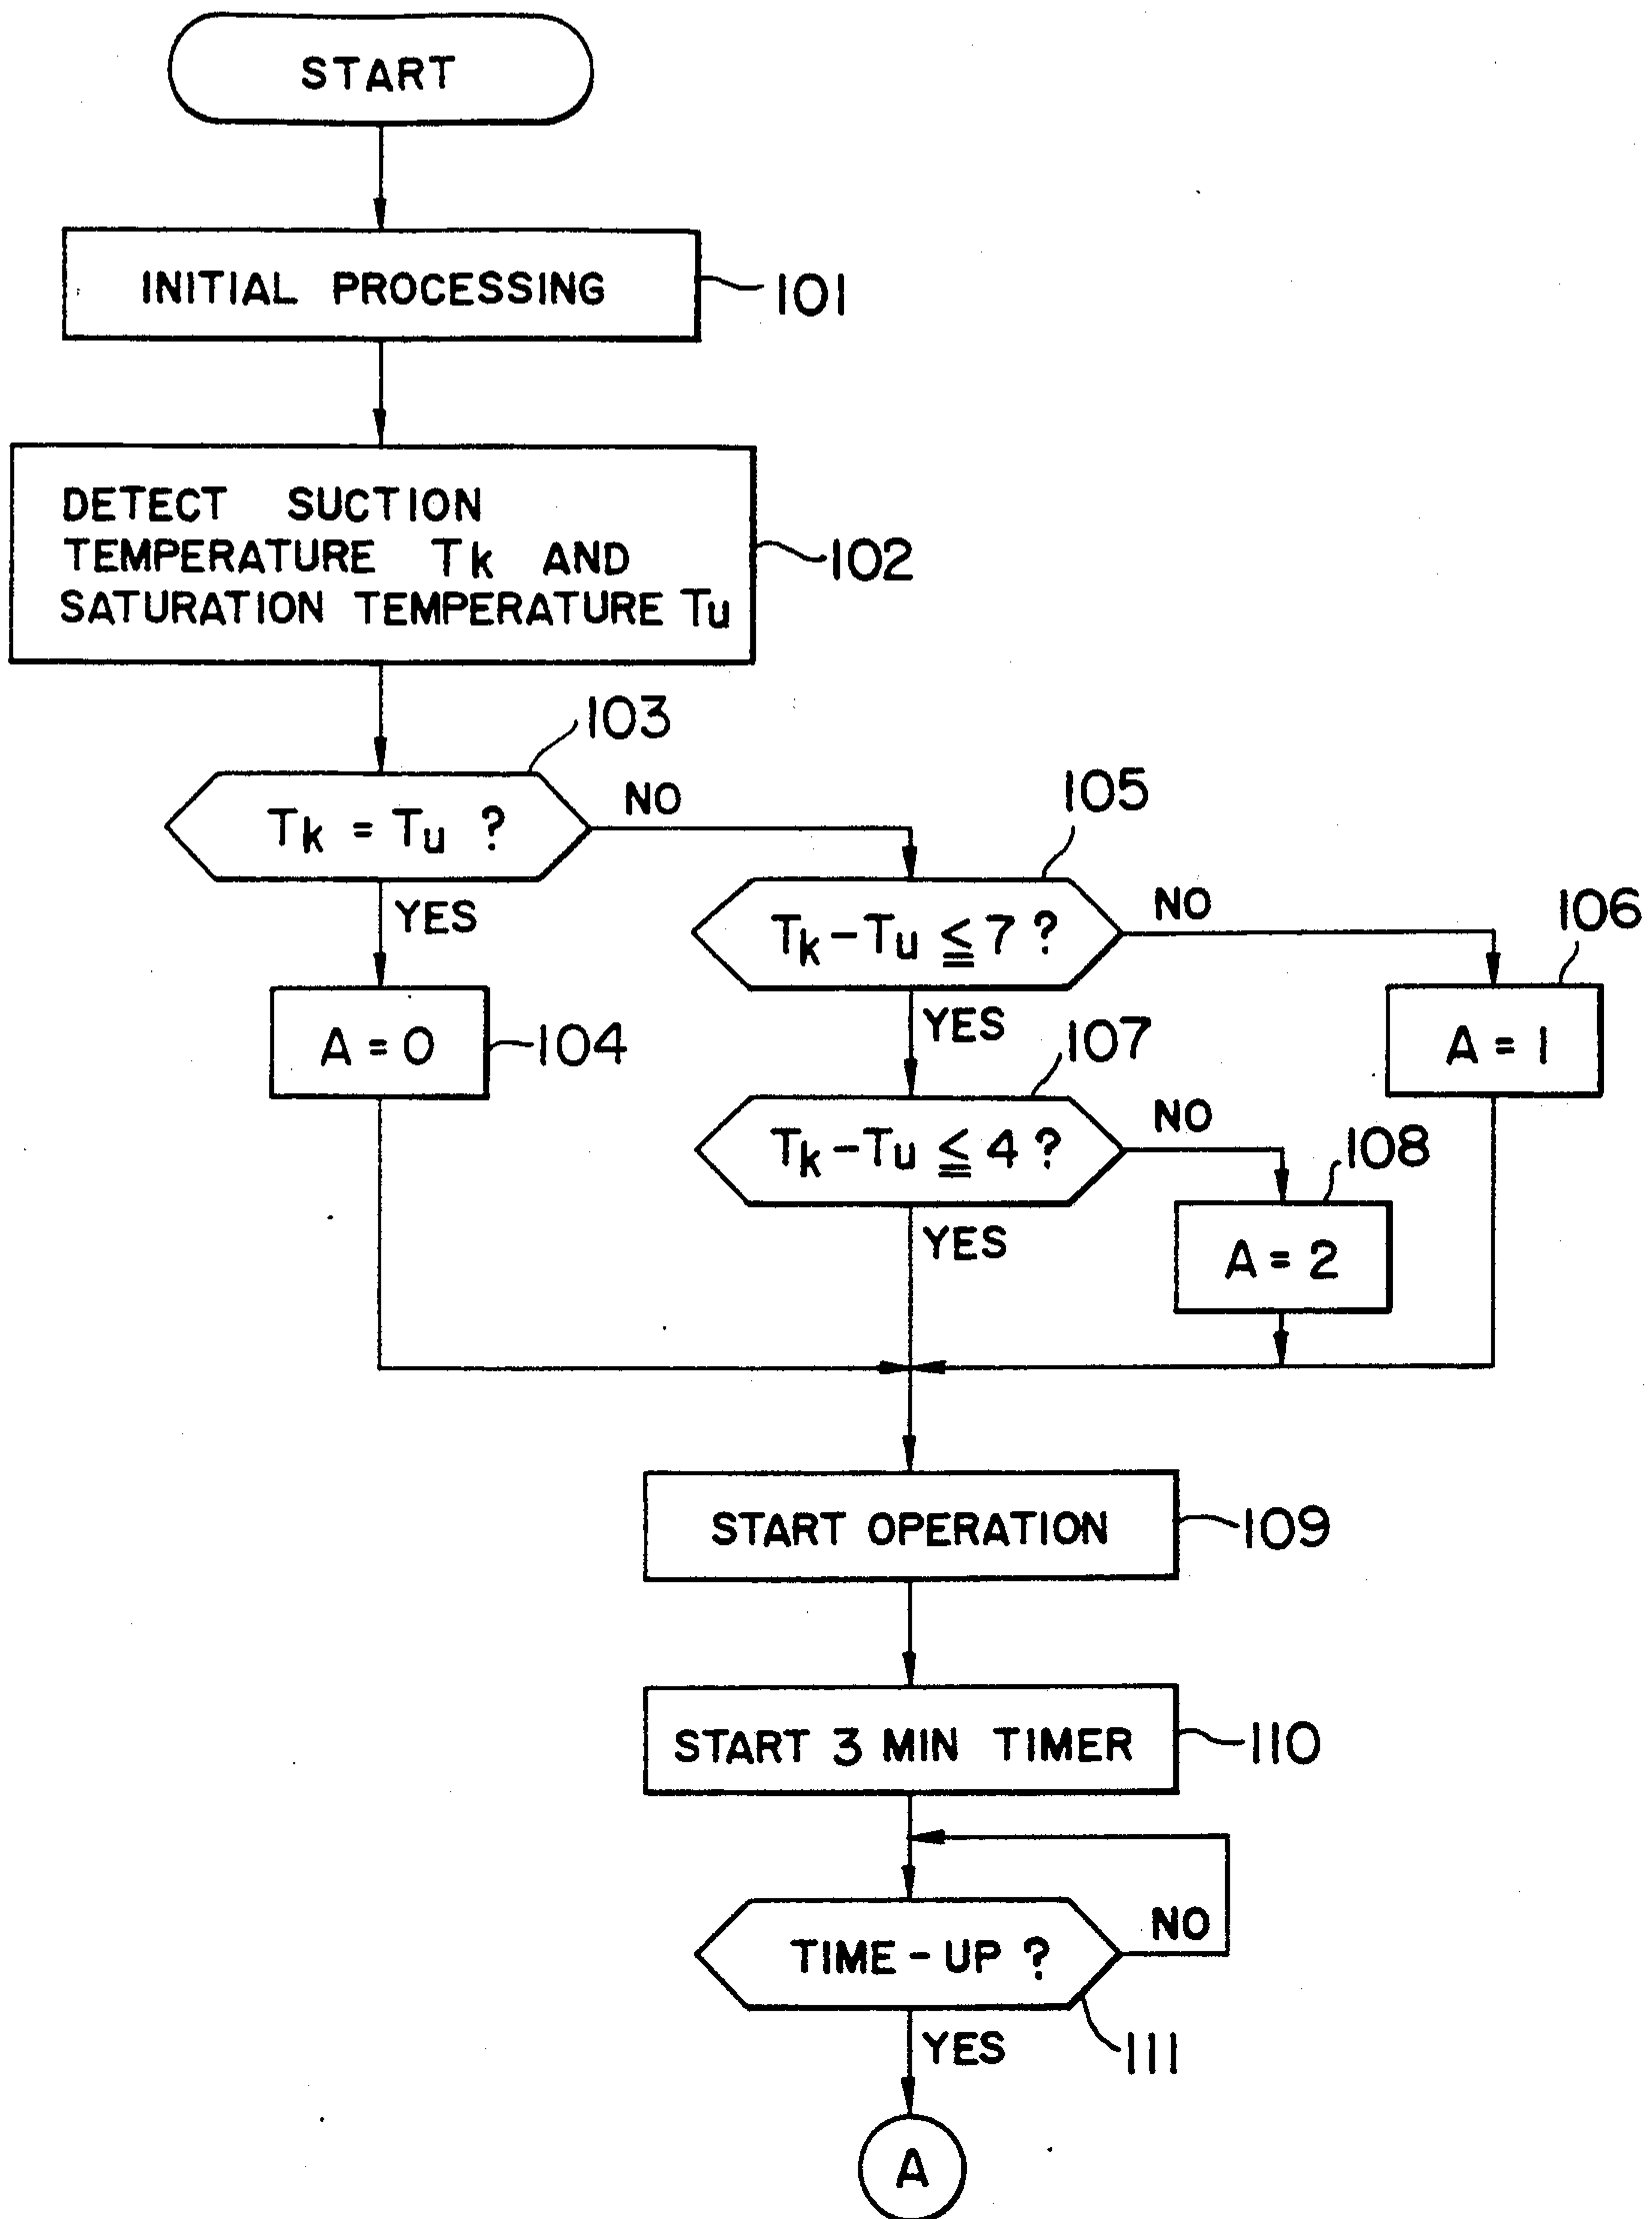 START
INITIAL PROCESSING
101
DETECT SUCTION
TEMPERATURE Tk AND
SATURATION TEMPERATURE Tu
102
103
Tk = Tu ?
NO
YES
105
Tk - Tu ≦ 7 ?
NO
YES
106
A = 1
A = 0
104
107
Tk - Tu ≦ 4 ?
NO
YES
108
A = 2
START OPERATION
109
START 3 MIN TIMER
110
TIME - UP ?
NO
YES
111
A